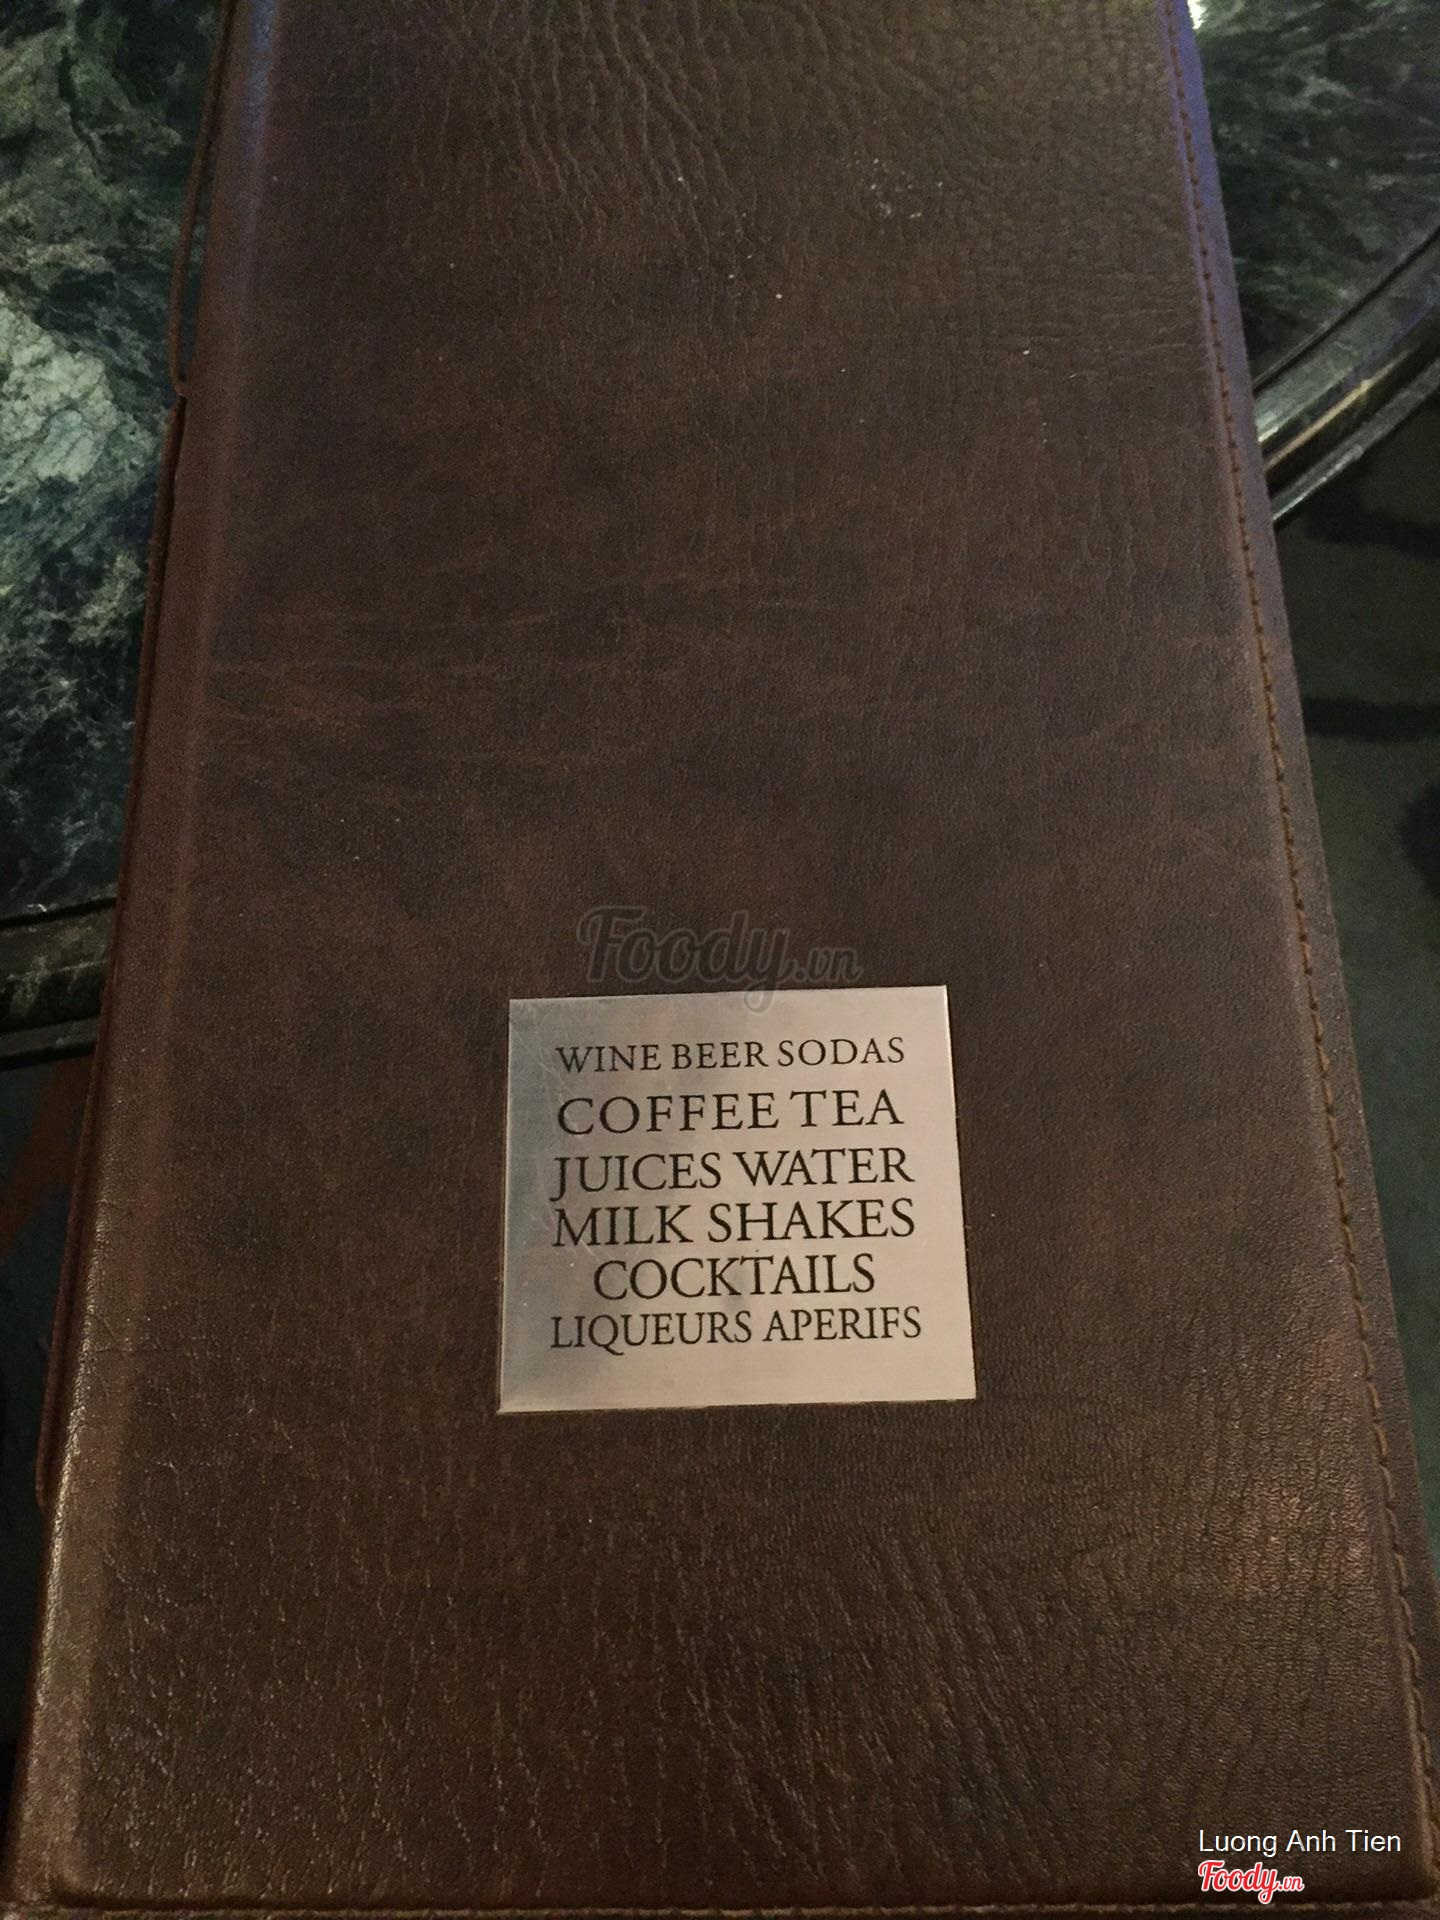 Foody.vn
WINE BEER SODAS
COFFEE TEA
JUICES WATER
MILK SHAKES
COCKTAILS
LIQUEURS APERIFS
Luong Anh Tien
Foody.vn